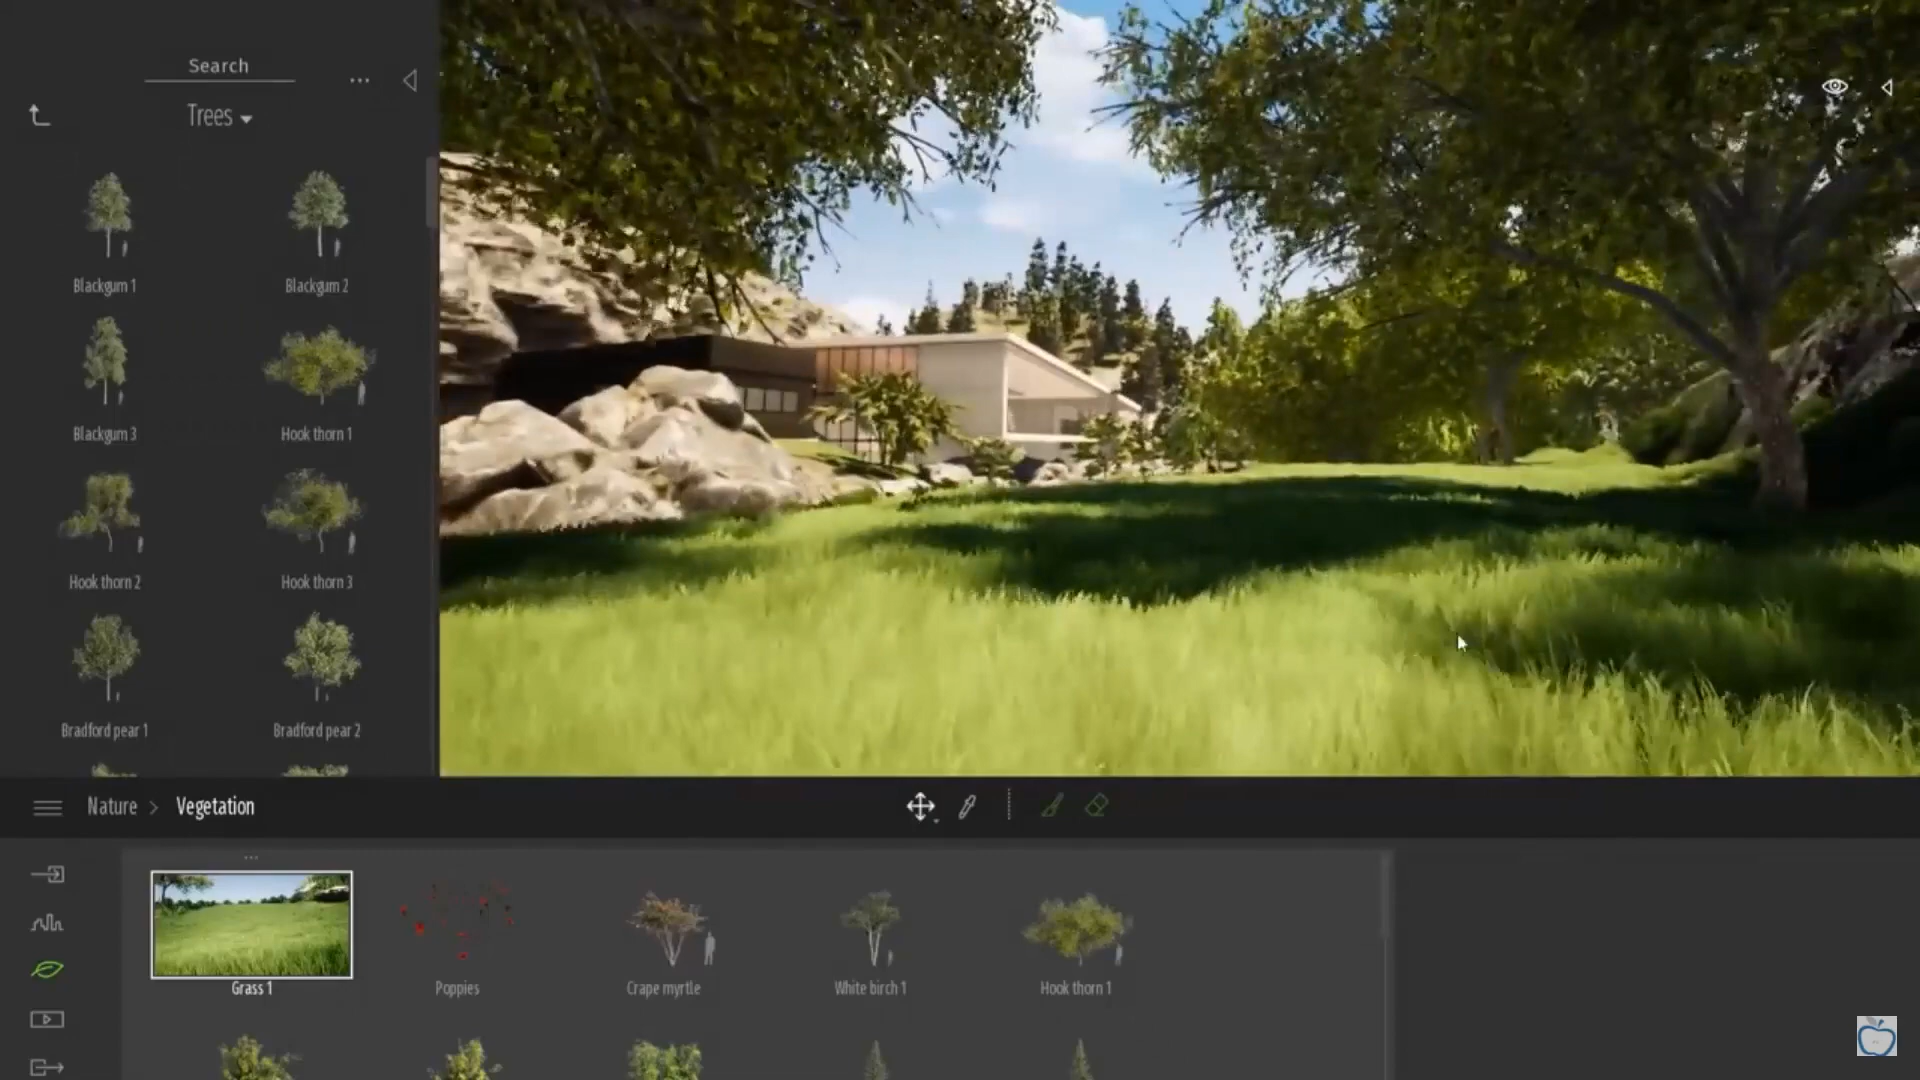 Search
Trees
Blackgum 1
Blackgum 2
Blackgum 3
Hook thorn 1
Hook thorn 2
Hook thorn 3
Bradford pear 1
Bradford pear 2
Nature > Vegetation
Grass 1
Poppies
Crape myrtle
White birch 1
Hook thorn 1